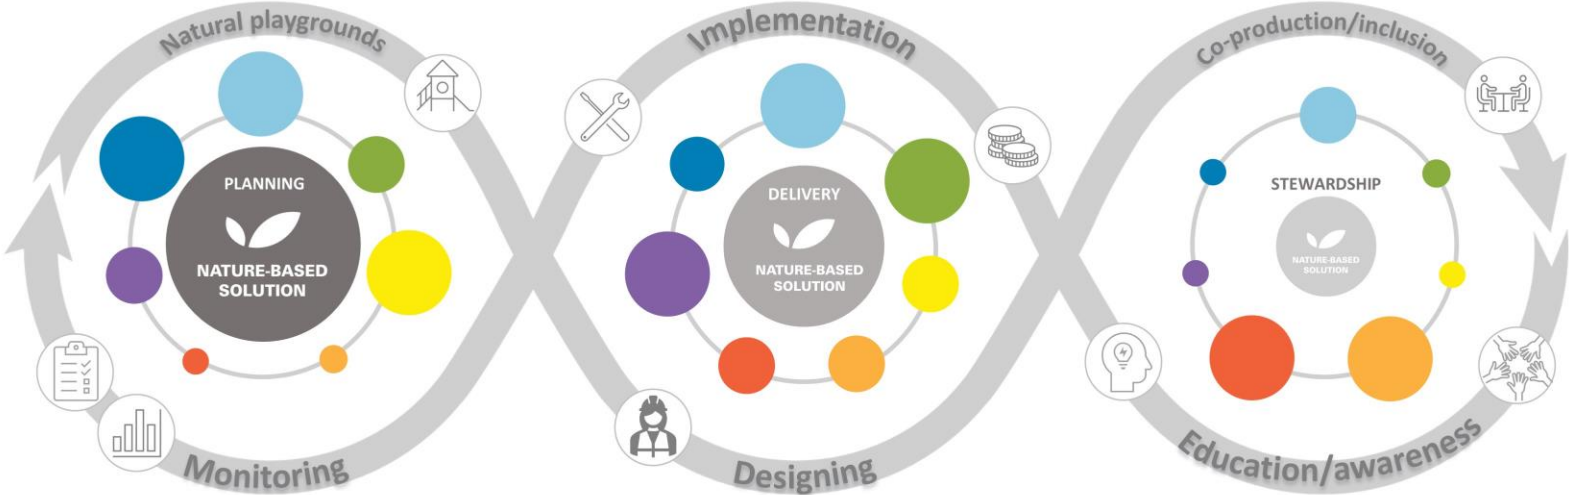 Natural playgrounds
Implementation
Co-production/inclusion
PLANNING
NATURE-BASED
SOLUTION
DELIVERY
NATURE-BASED
SOLUTION
STEWARDSHIP
NATURE-BASED
SOLUTION
Monitoring
Designing
Education/awareness